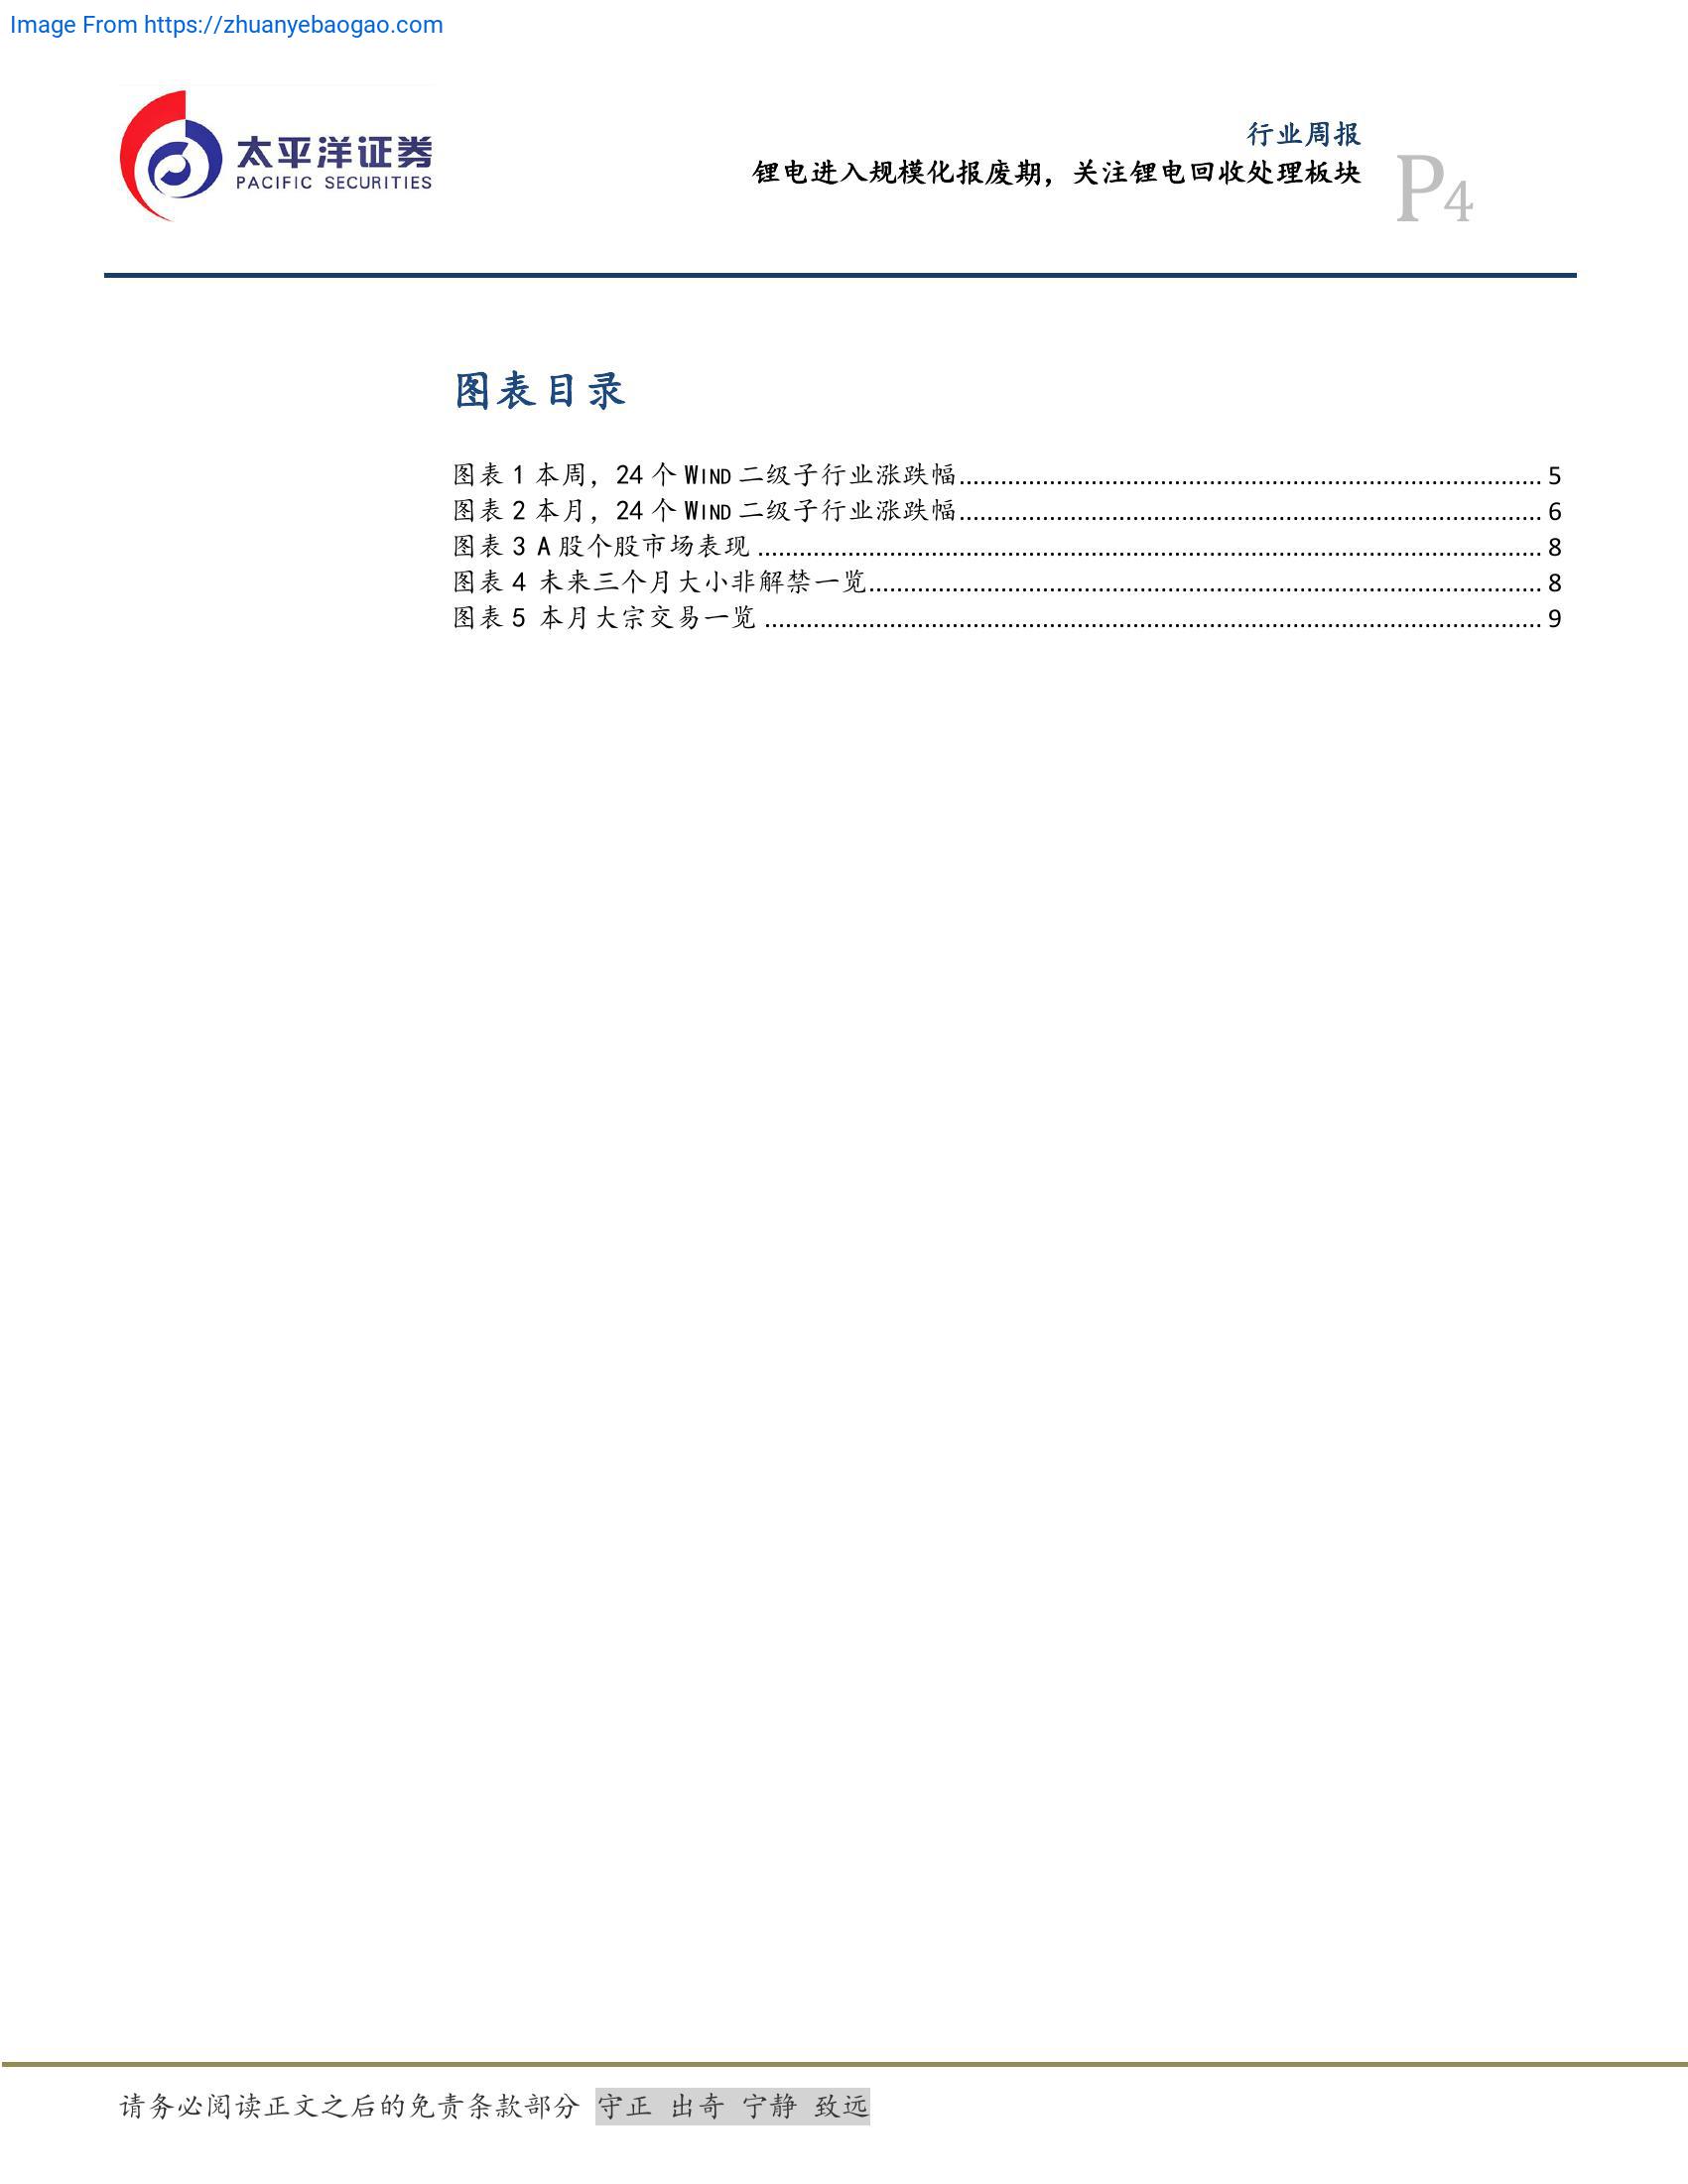 Image From https://zhuanyebaogao.com
太平洋证券
PACIFIC SECURITIES
行业周报
锂电进入规模化报废期，关注锂电回收处理板块
P4
图表目录
图表 1 本周，24 个 WIND 二级子行业涨跌幅.................... 5
图表 2 本月，24 个 WIND 二级子行业涨跌幅.................... 6
图表 3 A 股个股市场表现 .................... 8
图表 4 未来三个月大小非解禁一览.................... 8
图表 5 本月大宗交易一览 .................... 9
请务必阅读正文之后的免责条款部分 守正 出奇 宁静 致远